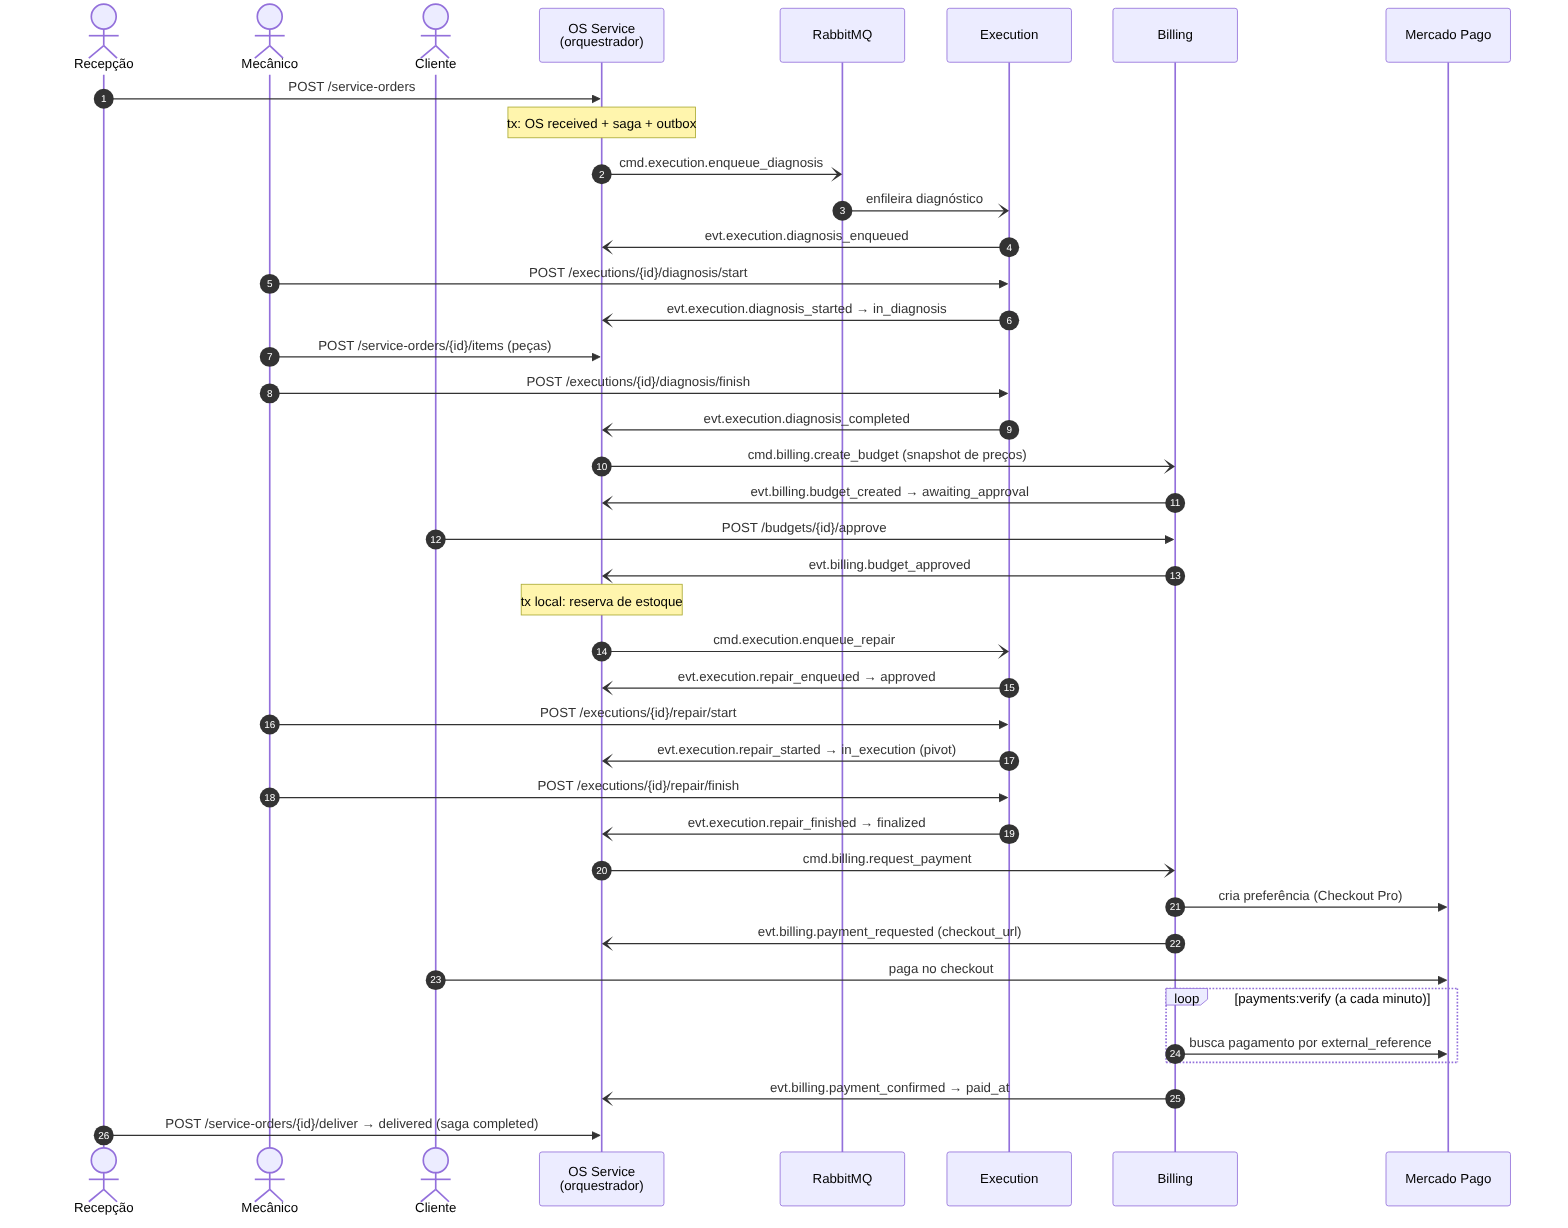 Recepção
Mecânico
Cliente
OS Service
(orquestrador)
RabbitMQ
Execution
Billing
Mercado Pago
1
POST /service-orders
tx: OS received + saga + outbox
2
cmd.execution.enqueue_diagnosis
3
enfileira diagnóstico
evt.execution.diagnosis_enqueued
4
5
POST /executions/{id}/diagnosis/start
evt.execution.diagnosis_started → in_diagnosis
6
7
POST /service-orders/{id}/items (peças)
8
POST /executions/{id}/diagnosis/finish
evt.execution.diagnosis_completed
9
10
cmd.billing.create_budget (snapshot de preços)
evt.billing.budget_created → awaiting_approval
11
12
POST /budgets/{id}/approve
evt.billing.budget_approved
13
tx local: reserva de estoque
14
cmd.execution.enqueue_repair
evt.execution.repair_enqueued → approved
15
16
POST /executions/{id}/repair/start
evt.execution.repair_started → in_execution (pivot)
17
18
POST /executions/{id}/repair/finish
evt.execution.repair_finished → finalized
19
20
cmd.billing.request_payment
21
cria preferência (Checkout Pro)
evt.billing.payment_requested (checkout_url)
22
23
paga no checkout
loop
[payments:verify (a cada minuto)]
24
busca pagamento por external_reference
evt.billing.payment_confirmed → paid_at
25
26
POST /service-orders/{id}/deliver → delivered (saga completed)
Recepção
Mecânico
Cliente
OS Service
(orquestrador)
RabbitMQ
Execution
Billing
Mercado Pago